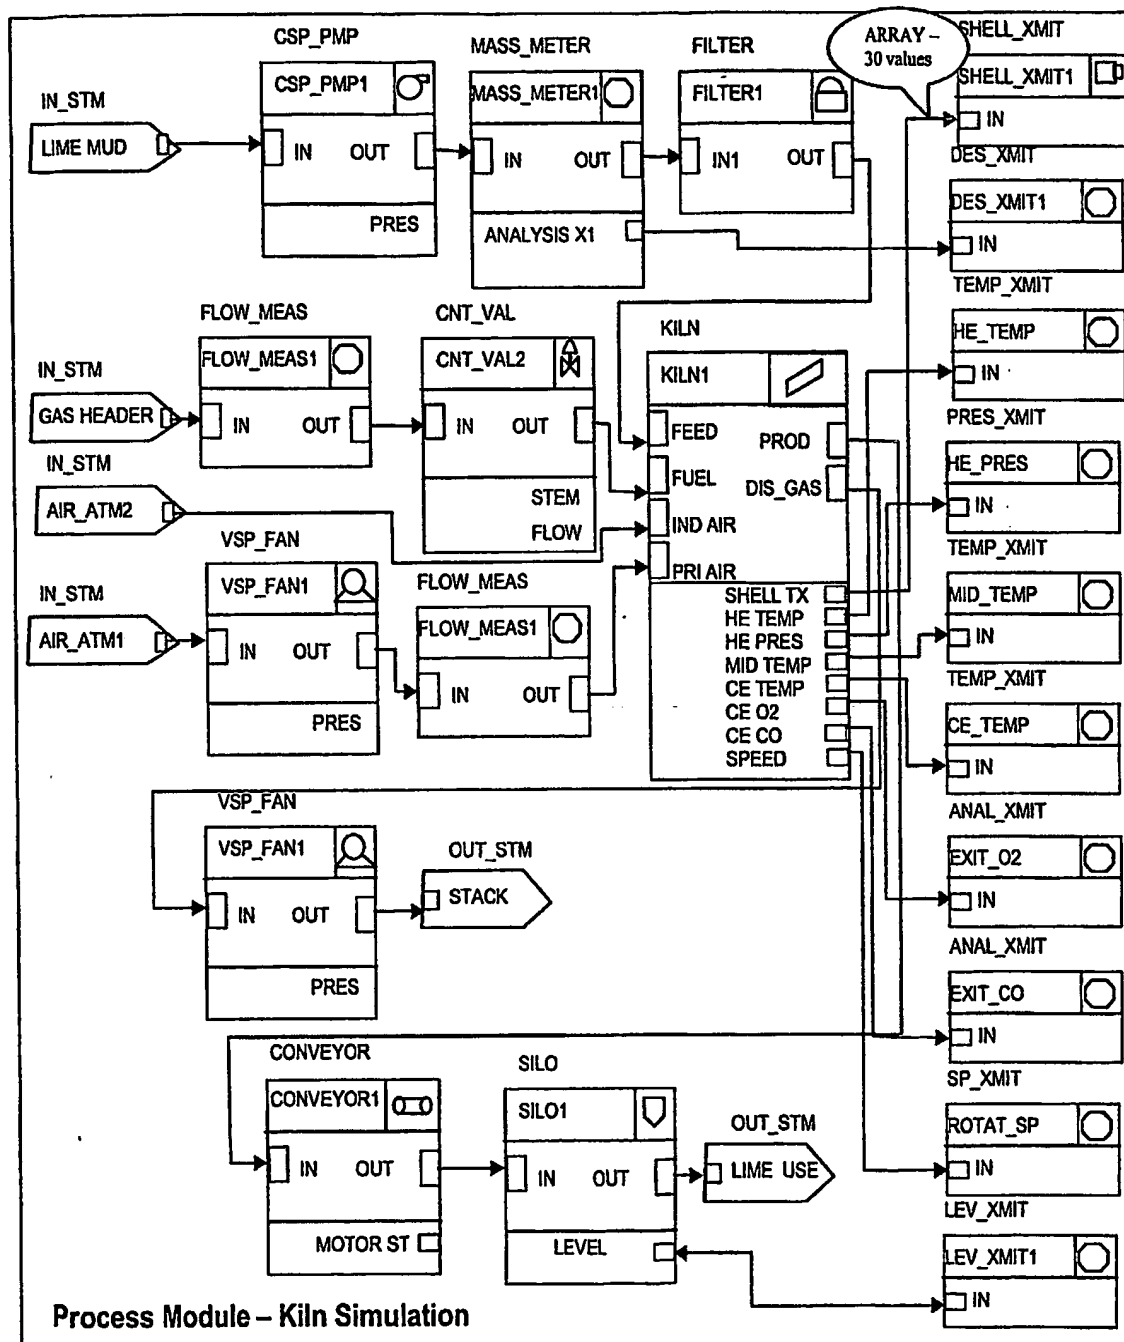 CSP_PMP
MASS_METER
FILTER
ARRAY –
30 values
SHELL_XMIT
IN_STM
CSP_PMP1
MASS_METER1
FILTER1
SHELL_XMIT1
LIME MUD
IN OUT
IN OUT
IN1 OUT
IN
DES_XMIT
PRES
ANALYSIS X1
DES_XMIT1
IN
TEMP_XMIT
FLOW_MEAS
CNT_VAL
KILN
IN_STM
FLOW_MEAS1
CNT_VAL2
KILN1
HE_TEMP
IN
GAS HEADER
IN OUT
IN OUT
FEED PROD
PRES_XMIT
IN_STM
FUEL DIS_GAS
HE_PRES
AIR_ATM2
STEM
FLOW
IND AIR
IN
VSP_FAN
PRI AIR
TEMP_XMIT
IN_STM
VSP_FAN1
FLOW_MEAS
SHELL TX
MID_TEMP
AIR_ATM1
IN OUT
FLOW_MEAS1
HE TEMP
HE PRES
IN
MID TEMP
TEMP_XMIT
IN OUT
CE TEMP
PRES
CE O2
CE_TEMP
CE CO
SPEED
IN
VSP_FAN
ANAL_XMIT
VSP_FAN1
OUT_STM
EXIT_O2
STACK
IN
IN OUT
ANAL_XMIT
PRES
EXIT_CO
IN
CONVEYOR
SILO
SP_XMIT
CONVEYOR1
SILO1
OUT_STM
ROTAT_SP
IN OUT
IN OUT
LIME USE
IN
LEV_XMIT
MOTOR ST
LEVEL
LEV_XMIT1
IN
Process Module – Kiln Simulation